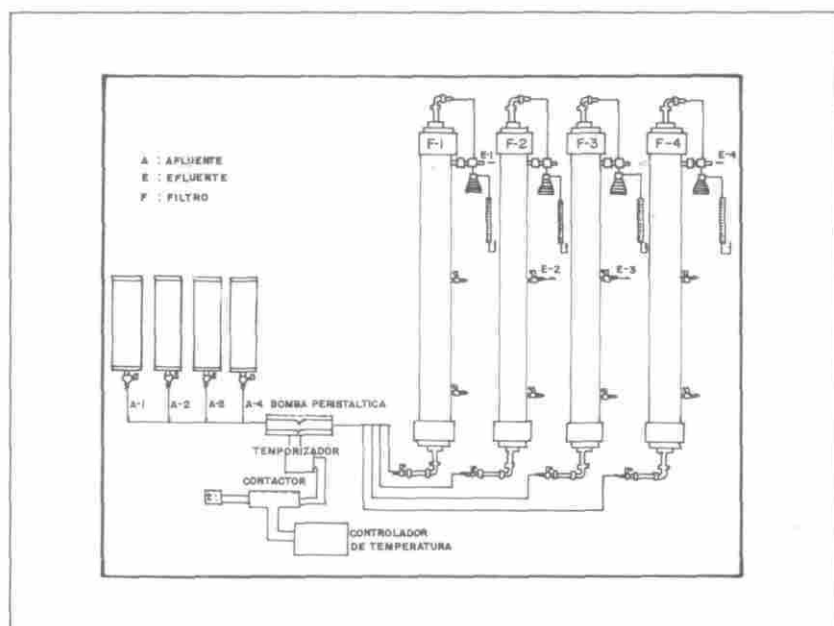 A : AFLUENTE
E : EFLUENTE
F : FILTRO
F-1
F-2
F-3
F-4
E-1
E-4
E-2
E-3
A-1
A-2
A-3
A-4
BOMBA PERISTALTICA
TEMPORIZADOR
CONTACTOR
CONTROLADOR
DE TEMPERATURA